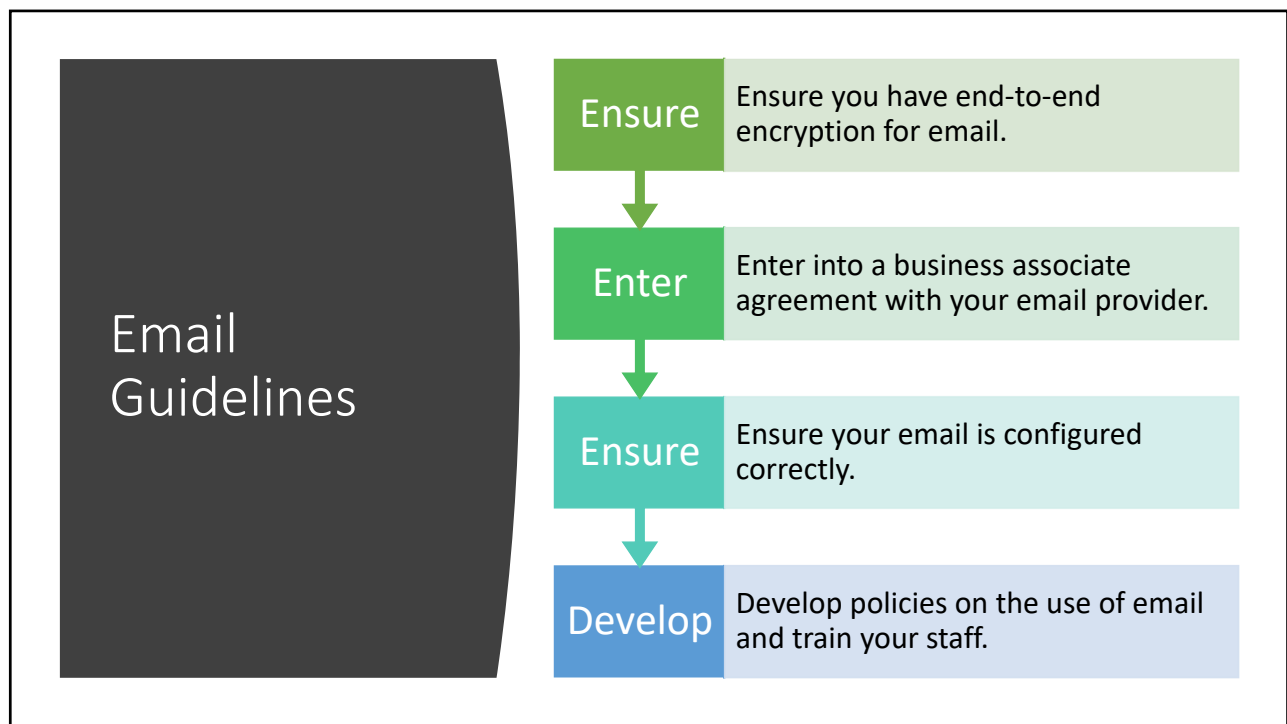 Email
Guidelines
Ensure
Ensure you have end-to-end
encryption for email.
Enter
Enter into a business associate
agreement with your email provider.
Ensure
Ensure your email is configured
correctly.
Develop
Develop policies on the use of email
and train your staff.